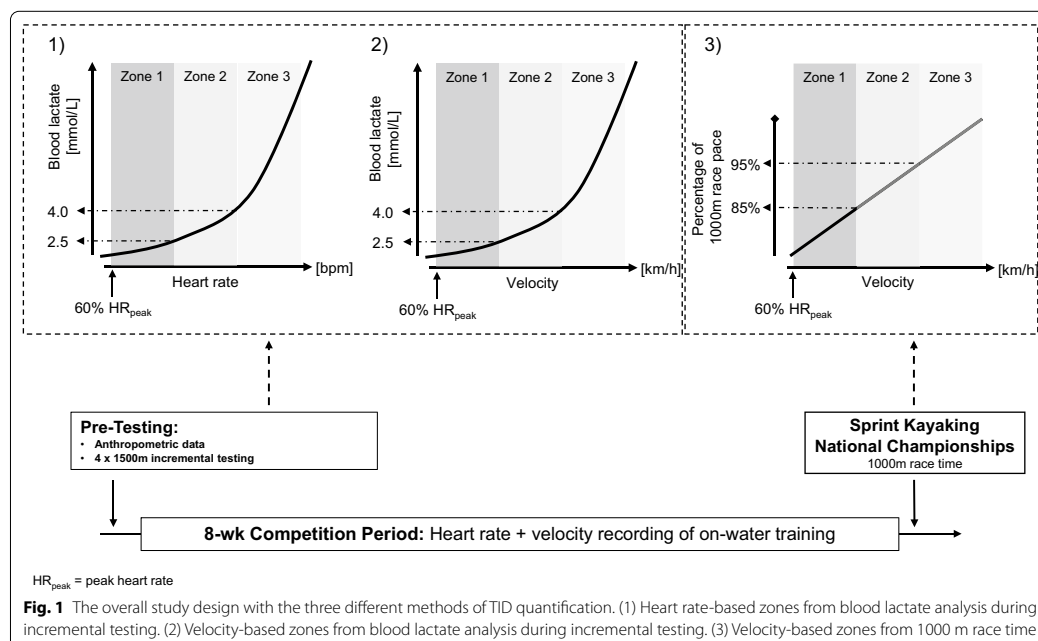 1)
Zone 1 Zone 2 Zone 3
Blood lactate
[mmol/L]
4.0
2.5
Heart rate
[bpm]
60% HRpeak
2)
Zone 1 Zone 2 Zone 3
Blood lactate
[mmol/L]
4.0
2.5
Velocity
[km/h]
60% HRpeak
3)
Zone 1 Zone 2 Zone 3
Percentage of
1000m race pace
95%
85%
Velocity
[km/h]
60% HRpeak
Pre-Testing:
• Anthropometric data
• 4 x 1500m incremental testing
Sprint Kayaking
National Championships
1000m race time
8-wk Competition Period: Heart rate + velocity recording of on-water training
HRpeak = peak heart rate
Fig. 1 The overall study design with the three different methods of TID quantification. (1) Heart rate-based zones from blood lactate analysis during
incremental testing. (2) Velocity-based zones from blood lactate analysis during incremental testing. (3) Velocity-based zones from 1000 m race time